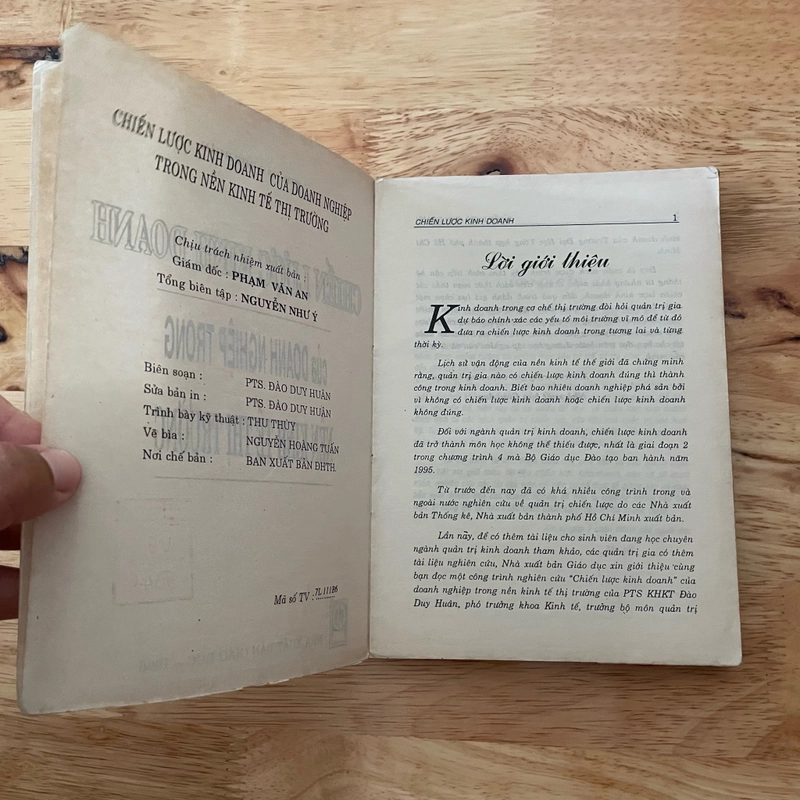 CHIẾN LƯỢC KINH DOANH CỦA DOANH NGHIỆP
TRONG NỀN KINH TẾ THỊ TRƯỜNG
Chịu trách nhiệm xuất bản :
Giám đốc : PHẠM VĂN AN
Tổng biên tập : NGUYỄN NHƯ Ý
Biên soạn : PTS. ĐÀO DUY HUÂN
Sửa bản in : PTS. ĐÀO DUY HUÂN
Trình bày kỹ thuật : THU THỦY
Vẽ bìa : NGUYỄN HOÀNG TUẤN
Nơi chế bản : BAN XUẤT BẢN ĐHTH.
Mã số TV : 7L111B6
CHIẾN LƯỢC KINH DOANH 1
Lời giới thiệu
Kinh doanh trong cơ chế thị trường đòi hỏi quản trị gia
dự báo chính xác các yếu tố môi trường vi mô để từ đó
đưa ra chiến lược kinh doanh trong tương lai và từng
thời kỳ.
Lịch sử vận động của nền kinh tế thế giới đã chứng minh
rằng, quản trị gia nào có chiến lược kinh doanh đúng thì thành
công trong kinh doanh. Biết bao nhiêu doanh nghiệp phá sản bởi
vì không có chiến lược kinh doanh hoặc chiến lược kinh doanh
không đúng.
Đối với ngành quản trị kinh doanh, chiến lược kinh doanh
đã trở thành môn học không thể thiếu được, nhất là giai đoạn 2
trong chương trình 4 mà Bộ Giáo dục Đào tạo ban hành năm
1995.
Từ trước đến nay đã có khá nhiều công trình trong và
ngoài nước nghiên cứu về quản trị chiến lược do các Nhà xuất
bản Thống kê, Nhà xuất bản thành phố Hồ Chí Minh xuất bản.
Lần này, để có thêm tài liệu cho sinh viên đang học chuyên
ngành quản trị kinh doanh tham khảo, các quản trị gia có thêm
tài liệu nghiên cứu, Nhà xuất bản Giáo dục xin giới thiệu cùng
bạn đọc một công trình nghiên cứu "Chiến lược kinh doanh" của
doanh nghiệp trong nền kinh tế thị trường của PTS KHKT Đào
Duy Huân, phó trưởng khoa Kinh tế, trưởng bộ môn quản trị